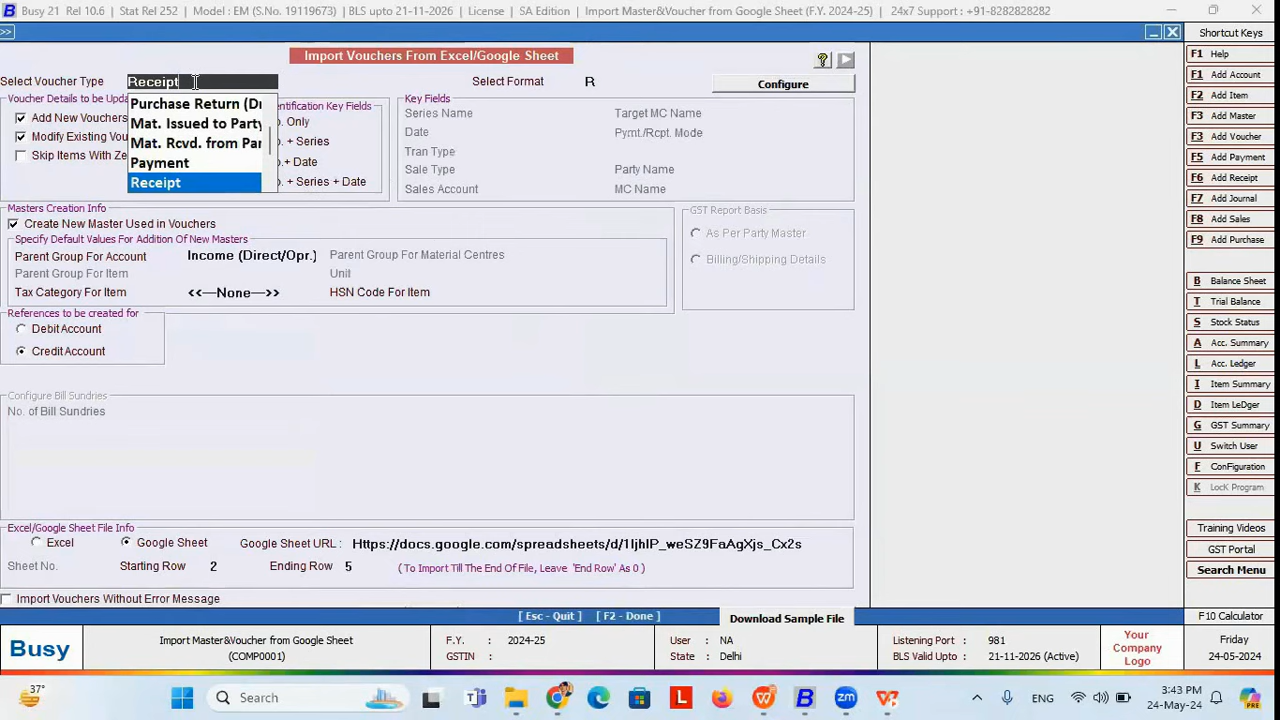 Busy 21 Rel 10.6 | Stat Rel 252 | Model : EM (S.No. 19119673) | BLS upto 21-11-2026 | License | SA Edition | Import Master&Voucher from Google Sheet (F.Y. 2024-25) | 24x7 Support : +91-8282828282
>>
Shortcut Keys
Import Vouchers From Excel/Google Sheet
?
Select Voucher Type Receipt Select Format R Configure
Voucher Details to be Upda
Add New Vouchers
Modify Existing Vou
Skip Items With Ze
Purchase Return (Dr
Mat. Issued to Party
Mat. Rcvd. from Par
Payment
Receipt
entification Key Fields
o. Only
o. + Series
o.+ Date
o. + Series + Date
Key Fields
Series Name Target MC Name
Date Pymt./Rcpt. Mode
Tran Type
Sale Type Party Name
Sales Account MC Name
Masters Creation Info
Create New Master Used in Vouchers
Specify Default Values For Addition Of New Masters
Parent Group For Account Income (Direct/Opr.) Parent Group For Material Centres
Parent Group For Item Unit
Tax Category For Item <<—None—>> HSN Code For Item
GST Report Basis
As Per Party Master
Billing/Shipping Details
References to be created for
Debit Account
Credit Account
Configure Bill Sundries
No. of Bill Sundries
Excel/Google Sheet File Info
Excel Google Sheet Google Sheet URL : Https://docs.google.com/spreadsheets/d/1IjhIP_weSZ9FaAgXjs_Cx2s
Sheet No. Starting Row 2 Ending Row 5 ( To Import Till The End Of File, Leave 'End Row' As 0 )
Import Vouchers Without Error Message
[ Esc - Quit ] [ F2 - Done ] Download Sample File
F1 Help
F1 Add Account
F2 Add Item
F3 Add Master
F3 Add Voucher
F5 Add Payment
F6 Add Receipt
F7 Add Journal
F8 Add Sales
F9 Add Purchase
B Balance Sheet
T Trial Balance
S Stock Status
A Acc. Summary
L Acc. Ledger
I Item Summary
D Item LeDger
G GST Summary
U Switch User
F ConFiguration
K LocK Program
Training Videos
GST Portal
Search Menu
F10 Calculator
Busy
Import Master&Voucher from Google Sheet
(COMP0001)
F.Y. : 2024-25
GSTIN :
User : NA
State : Delhi
Listening Port : 981
BLS Valid Upto : 21-11-2026 (Active)
Your
Company
Logo
Friday
24-05-2024
37°
Search
ENG
3:43 PM
24-May-24
PRE